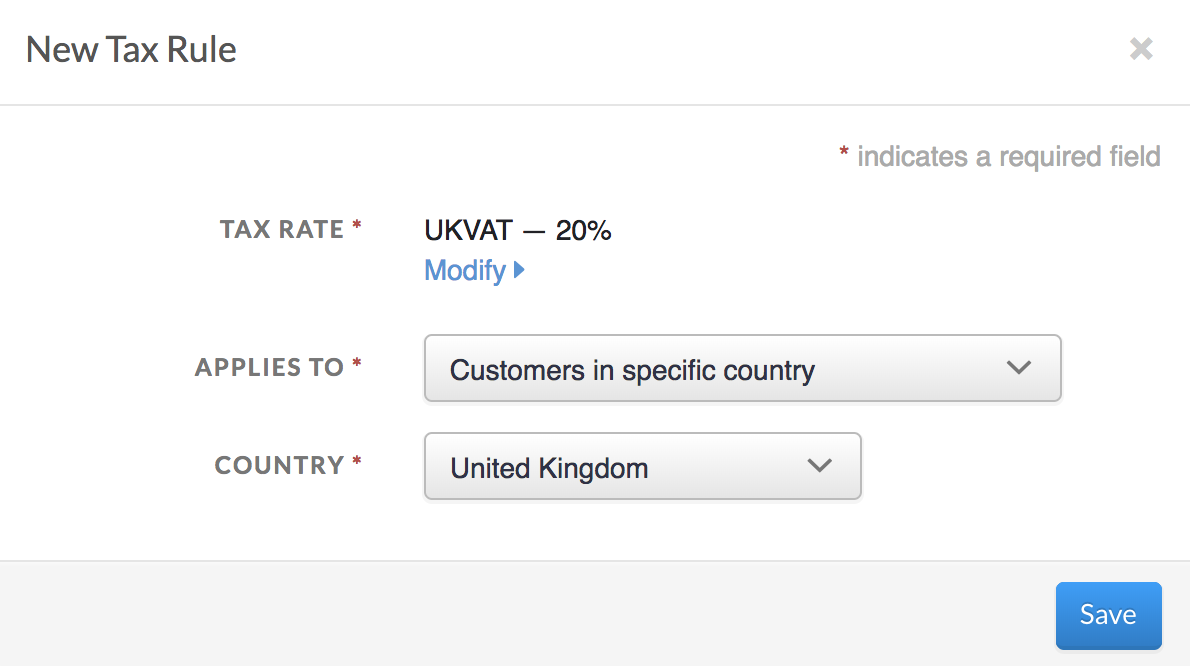 New Tax Rule
* indicates a required field
TAX RATE * UKVAT — 20%
Modify
APPLIES TO * Customers in specific country
COUNTRY * United Kingdom
Save